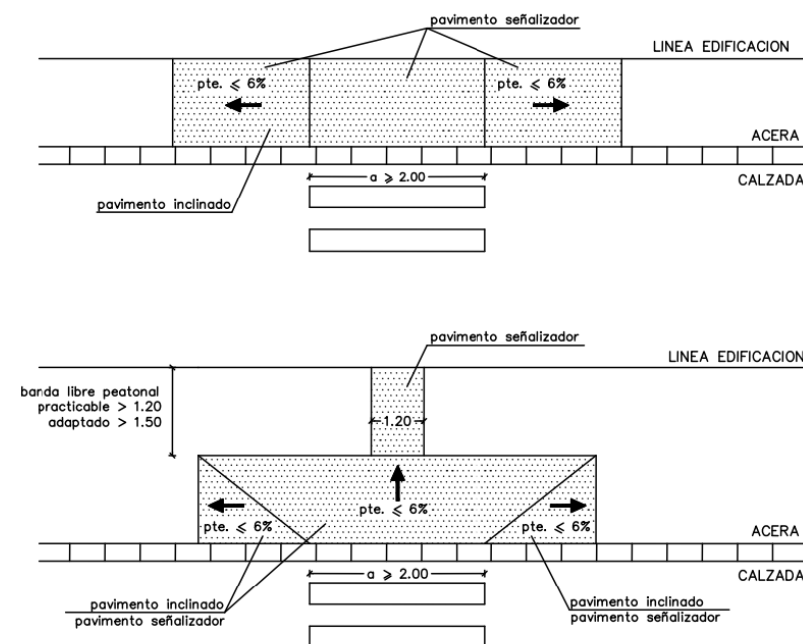 pavimento señalizador
LINEA EDIFICACION
pte. ⩽ 6%
pte. ⩽ 6%
ACERA
a ⩾ 2.00
CALZADA
pavimento inclinado
pavimento señalizador
LINEA EDIFICACION
banda libre peatonal
practicable > 1.20
adaptado > 1.50
1.20
pte. ⩽ 6%
pte. ⩽ 6%
pte. ⩽ 6%
ACERA
a ⩾ 2.00
CALZADA
pavimento inclinado
pavimento señalizador
pavimento inclinado
pavimento señalizador